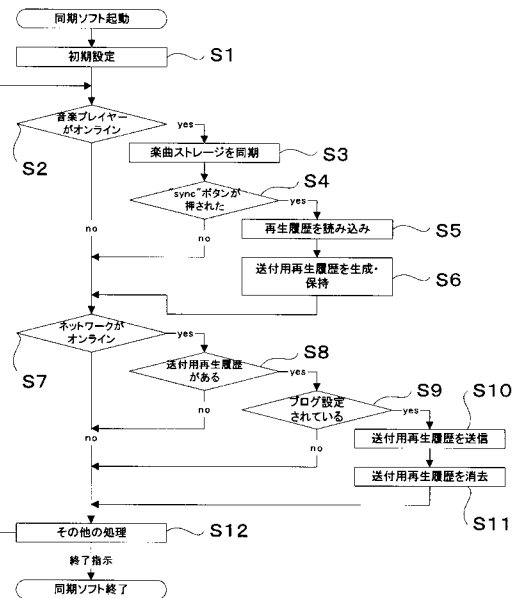 同期ソフト起動
初期設定
S1
音楽プレイヤー
がオンライン
S2
yes
楽曲ストレージを同期
S3
"sync"ボタンが
押された
S4
yes
no
no
再生履歴を読み込み
S5
送付用再生履歴を生成・
保持
S6
ネットワークが
オンライン
S7
yes
送付用再生履歴
がある
S8
yes
no
no
ブログ設定
されている
S9
yes
no
送付用再生履歴を送信
S10
送付用再生履歴を消去
S11
その他の処理
S12
終了指示
同期ソフト終了